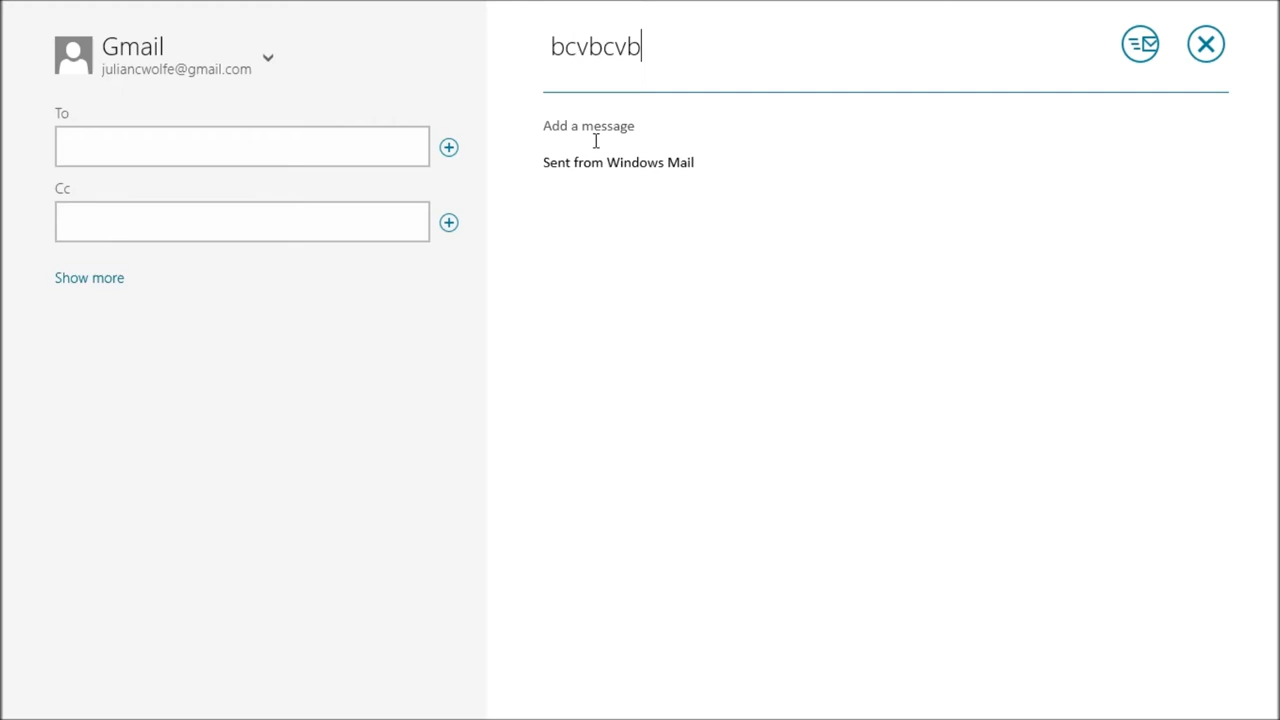 Gmail
juliancwolfe@gmail.com
To
Cc
Show more
bcvbcvb
Add a message
Sent from Windows Mail